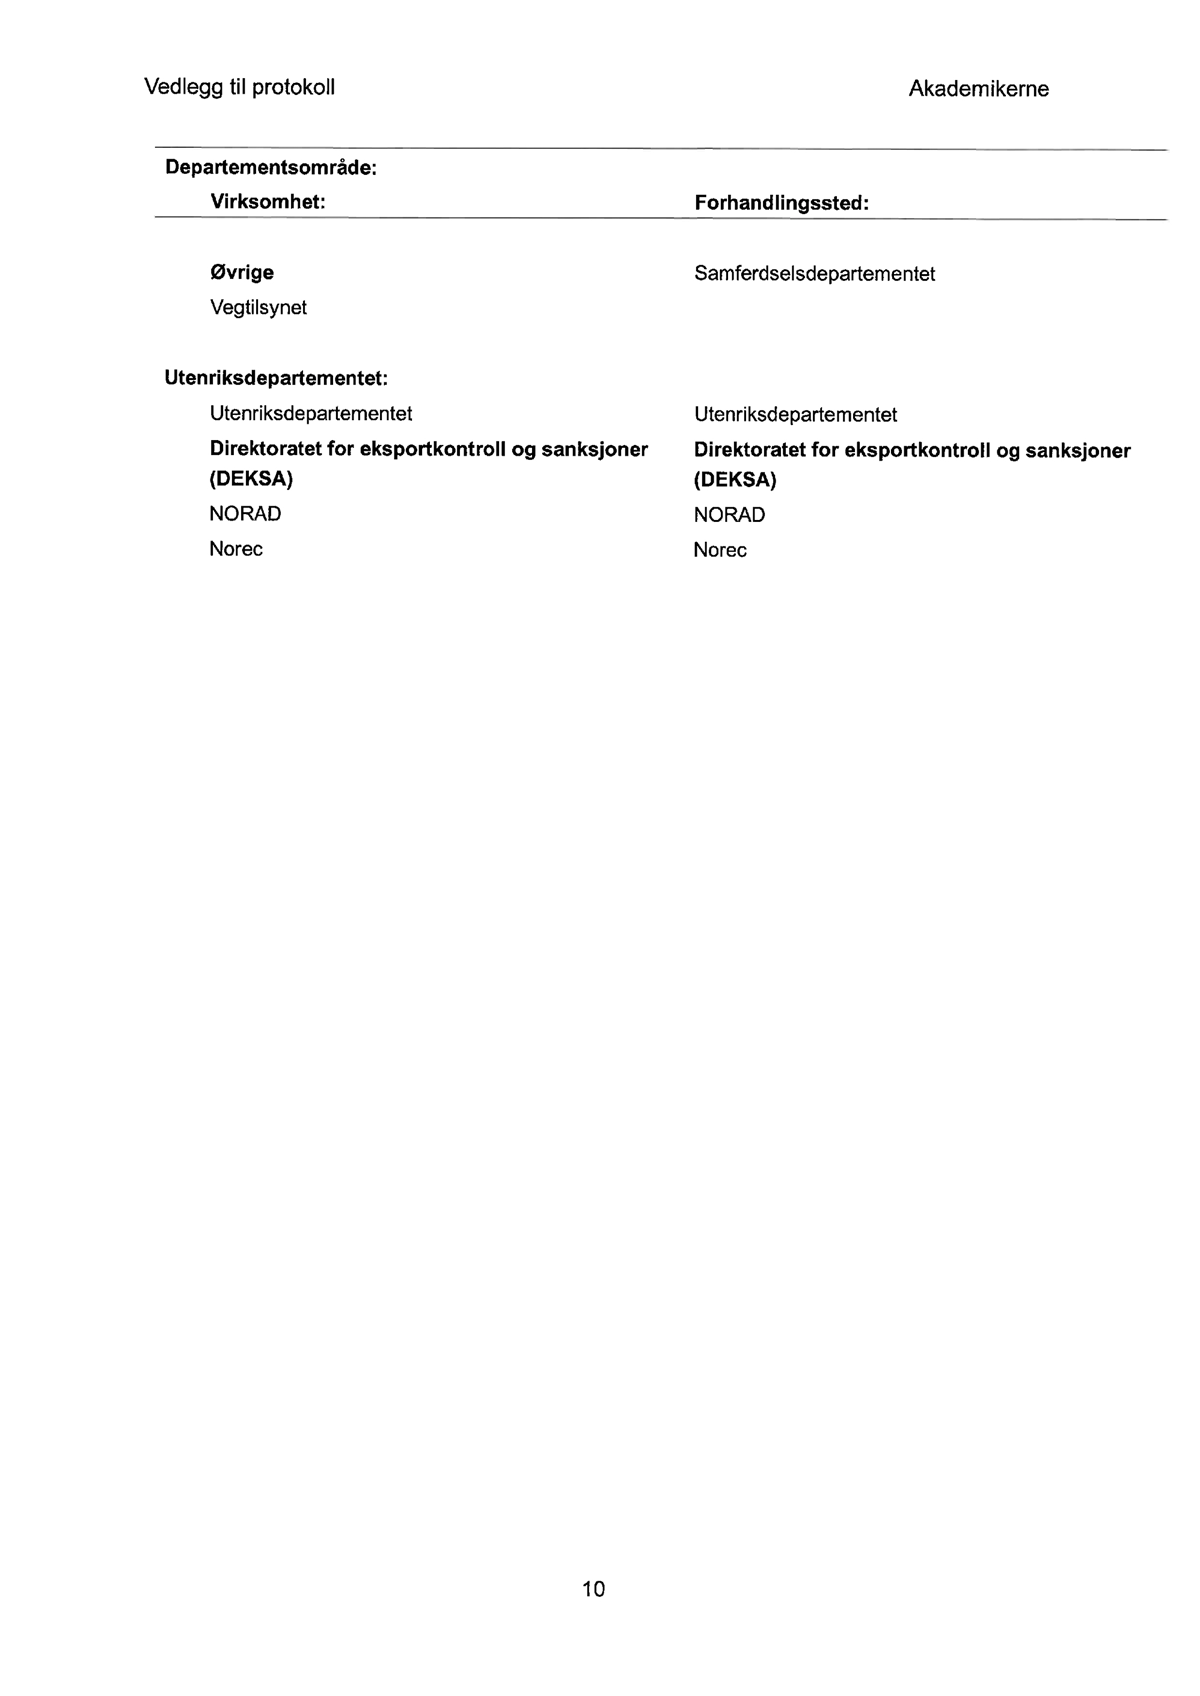 Vedlegg til protokoll Akademikerne
Departementsområde:
Virksomhet: Forhandlingssted:
Øvrige Samferdselsdepartementet
Vegtilsynet
Utenriksdepartementet:
Utenriksdepartementet Utenriksdepartementet
Direktoratet for eksportkontroll og sanksjoner Direktoratet for eksportkontroll og sanksjoner
(DEKSA) (DEKSA)
NORAD NORAD
Norec Norec
10